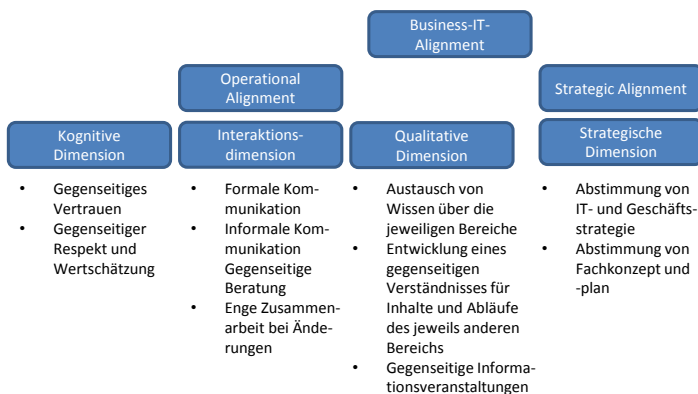 Business-IT-
Alignment
Operational
Alignment
Strategic Alignment
Kognitive
Dimension
Interaktions-
dimension
Qualitative
Dimension
Strategische
Dimension
• Gegenseitiges
Vertrauen
• Gegenseitiger
Respekt und
Wertschätzung
• Formale Kom-
munikation
• Informale Kom-
munikation
Gegenseitige
Beratung
• Enge Zusammen-
arbeit bei Ände-
rungen
• Austausch von
Wissen über die
jeweiligen Bereiche
• Entwicklung eines
gegenseitigen
Verständnisses für
Inhalte und Abläufe
des jeweils anderen
Bereichs
• Gegenseitige Informa-
tionsveranstaltungen
• Abstimmung von
IT- und Geschäfts-
strategie
• Abstimmung von
Fachkonzept und
-plan